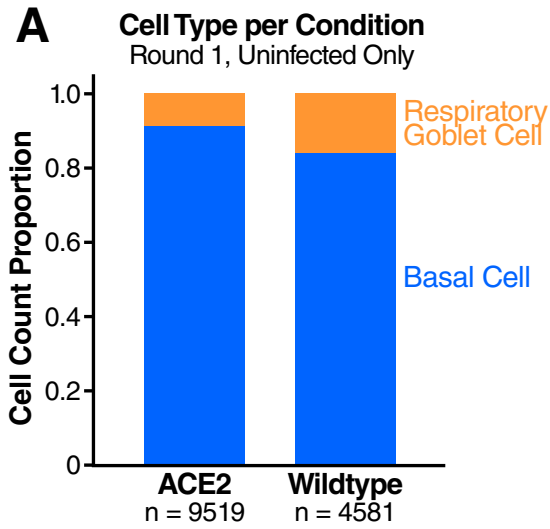 A
Cell Type per Condition
Round 1, Uninfected Only
Cell Count Proportion
1.0
0.8
0.6
0.4
0.2
0
Respiratory
Goblet Cell
Basal Cell
ACE2
Wildtype
n = 9519
n = 4581